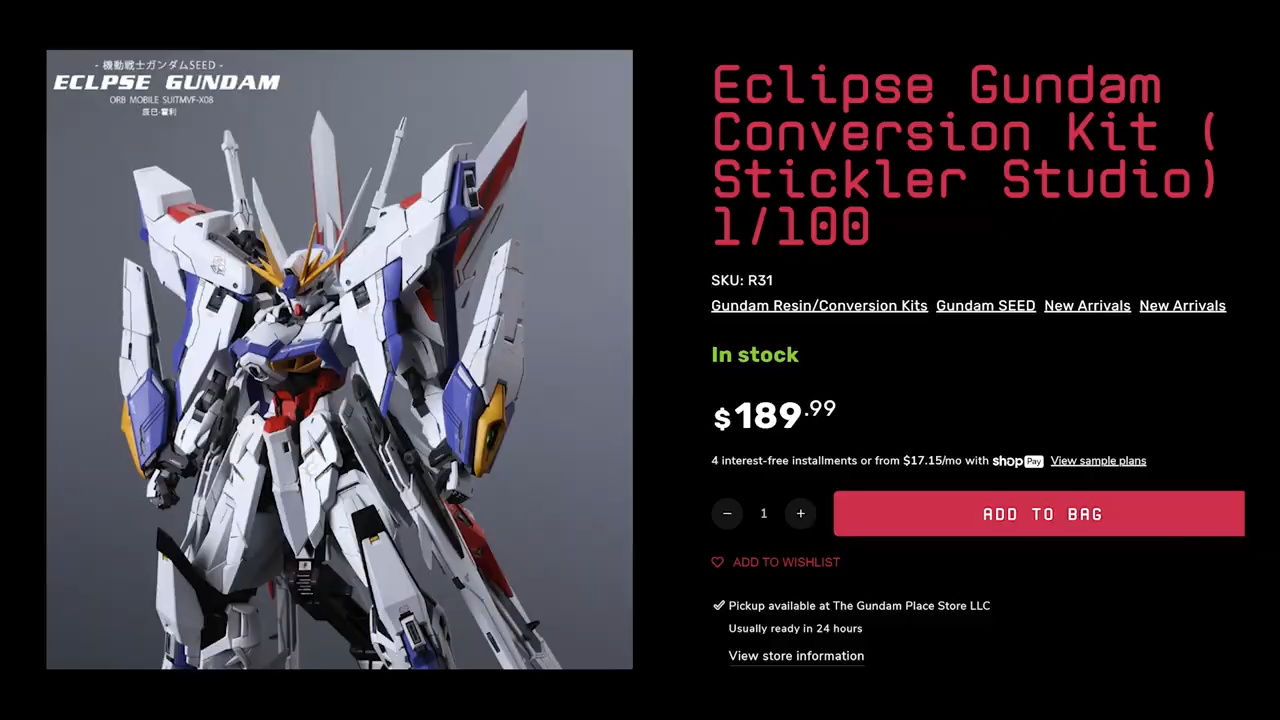 - 機動戦士ガンダムSEED -
ECLPSE GUNDAM
ORB MOBILE SUITMVF-X08
辰巳·霍利
Eclipse Gundam
Conversion Kit (
Stickler Studio)
1/100
SKU: R31
Gundam Resin/Conversion Kits Gundam SEED New Arrivals New Arrivals
In stock
$189.99
4 interest-free installments or from $17.15/mo with shop Pay View sample plans
− 1 +
ADD TO BAG
ADD TO WISHLIST
Pickup available at The Gundam Place Store LLC
Usually ready in 24 hours
View store information